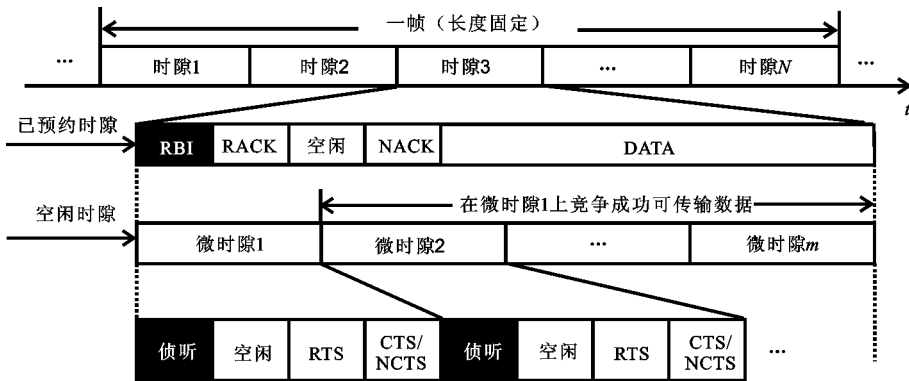 一帧（长度固定）
… 时隙1 时隙2 时隙3 … 时隙N …
t
已预约时隙
RBI RACK 空闲 NACK DATA
空闲时隙
在微时隙1上竞争成功可传输数据
微时隙1 微时隙2 … 微时隙m
侦听 空闲 RTS CTS/NCTS 侦听 空闲 RTS CTS/NCTS …